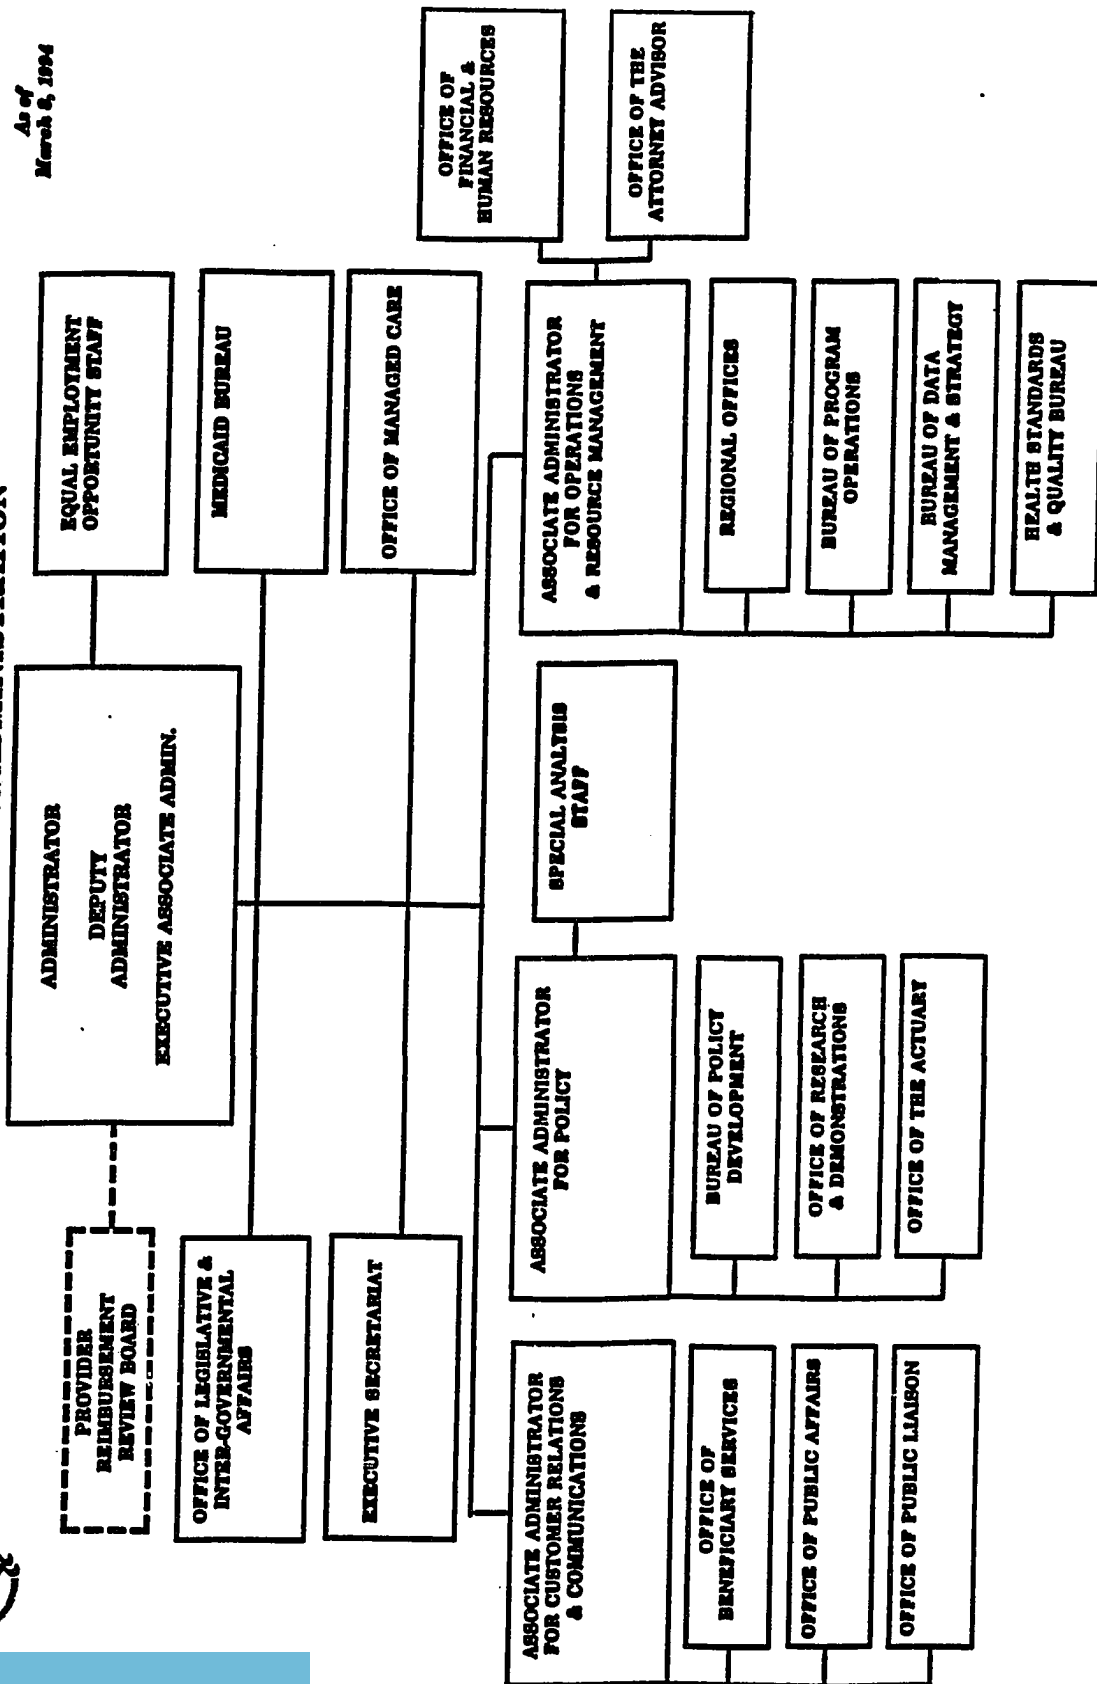 As of
March 8, 1994
ADMINISTRATOR
DEPUTY
ADMINISTRATOR
EXECUTIVE ASSOCIATE ADMIN.
PROVIDER
REIMBURSEMENT
REVIEW BOARD
EQUAL EMPLOYMENT
OPPORTUNITY STAFF
OFFICE OF LEGISLATIVE &
INTER-GOVERNMENTAL
AFFAIRS
MEDICAID BUREAU
EXECUTIVE SECRETARIAT
OFFICE OF MANAGED CARE
ASSOCIATE ADMINISTRATOR
FOR CUSTOMER RELATIONS
& COMMUNICATIONS
OFFICE OF
BENEFICIARY SERVICES
OFFICE OF PUBLIC AFFAIRS
OFFICE OF PUBLIC LIAISON
ASSOCIATE ADMINISTRATOR
FOR POLICY
SPECIAL ANALYSIS
STAFF
BUREAU OF POLICY
DEVELOPMENT
OFFICE OF RESEARCH
& DEMONSTRATIONS
OFFICE OF THE ACTUARY
ASSOCIATE ADMINISTRATOR
FOR OPERATIONS
& RESOURCE MANAGEMENT
OFFICE OF
FINANCIAL &
HUMAN RESOURCES
OFFICE OF THE
ATTORNEY ADVISOR
REGIONAL OFFICES
BUREAU OF PROGRAM
OPERATIONS
BUREAU OF DATA
MANAGEMENT & STRATEGY
HEALTH STANDARDS
& QUALITY BUREAU